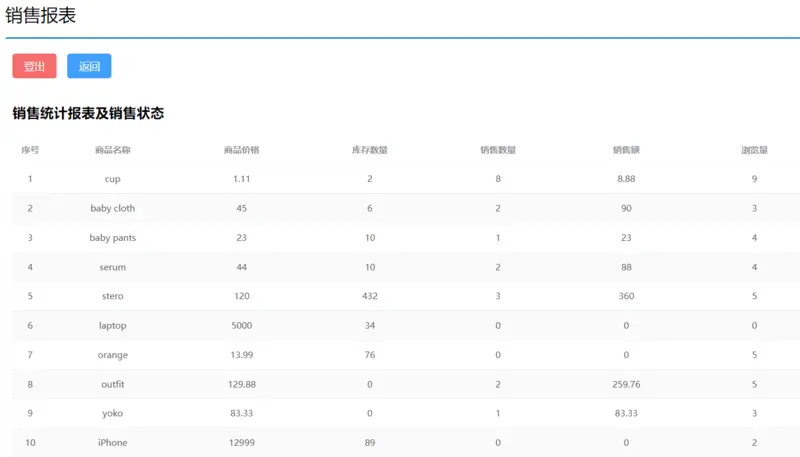 销售报表
登出 返回
销售统计报表及销售状态
序号 商品名称 商品价格 库存数量 销售数量 销售额 浏览量
1 cup 1.11 2 8 8.88 9
2 baby cloth 45 6 2 90 3
3 baby pants 23 10 1 23 4
4 serum 44 10 2 88 4
5 stero 120 432 3 360 5
6 laptop 5000 34 0 0 0
7 orange 13.99 76 0 0 5
8 outfit 129.88 0 2 259.76 5
9 yoko 83.33 0 1 83.33 3
10 iPhone 12999 89 0 0 2